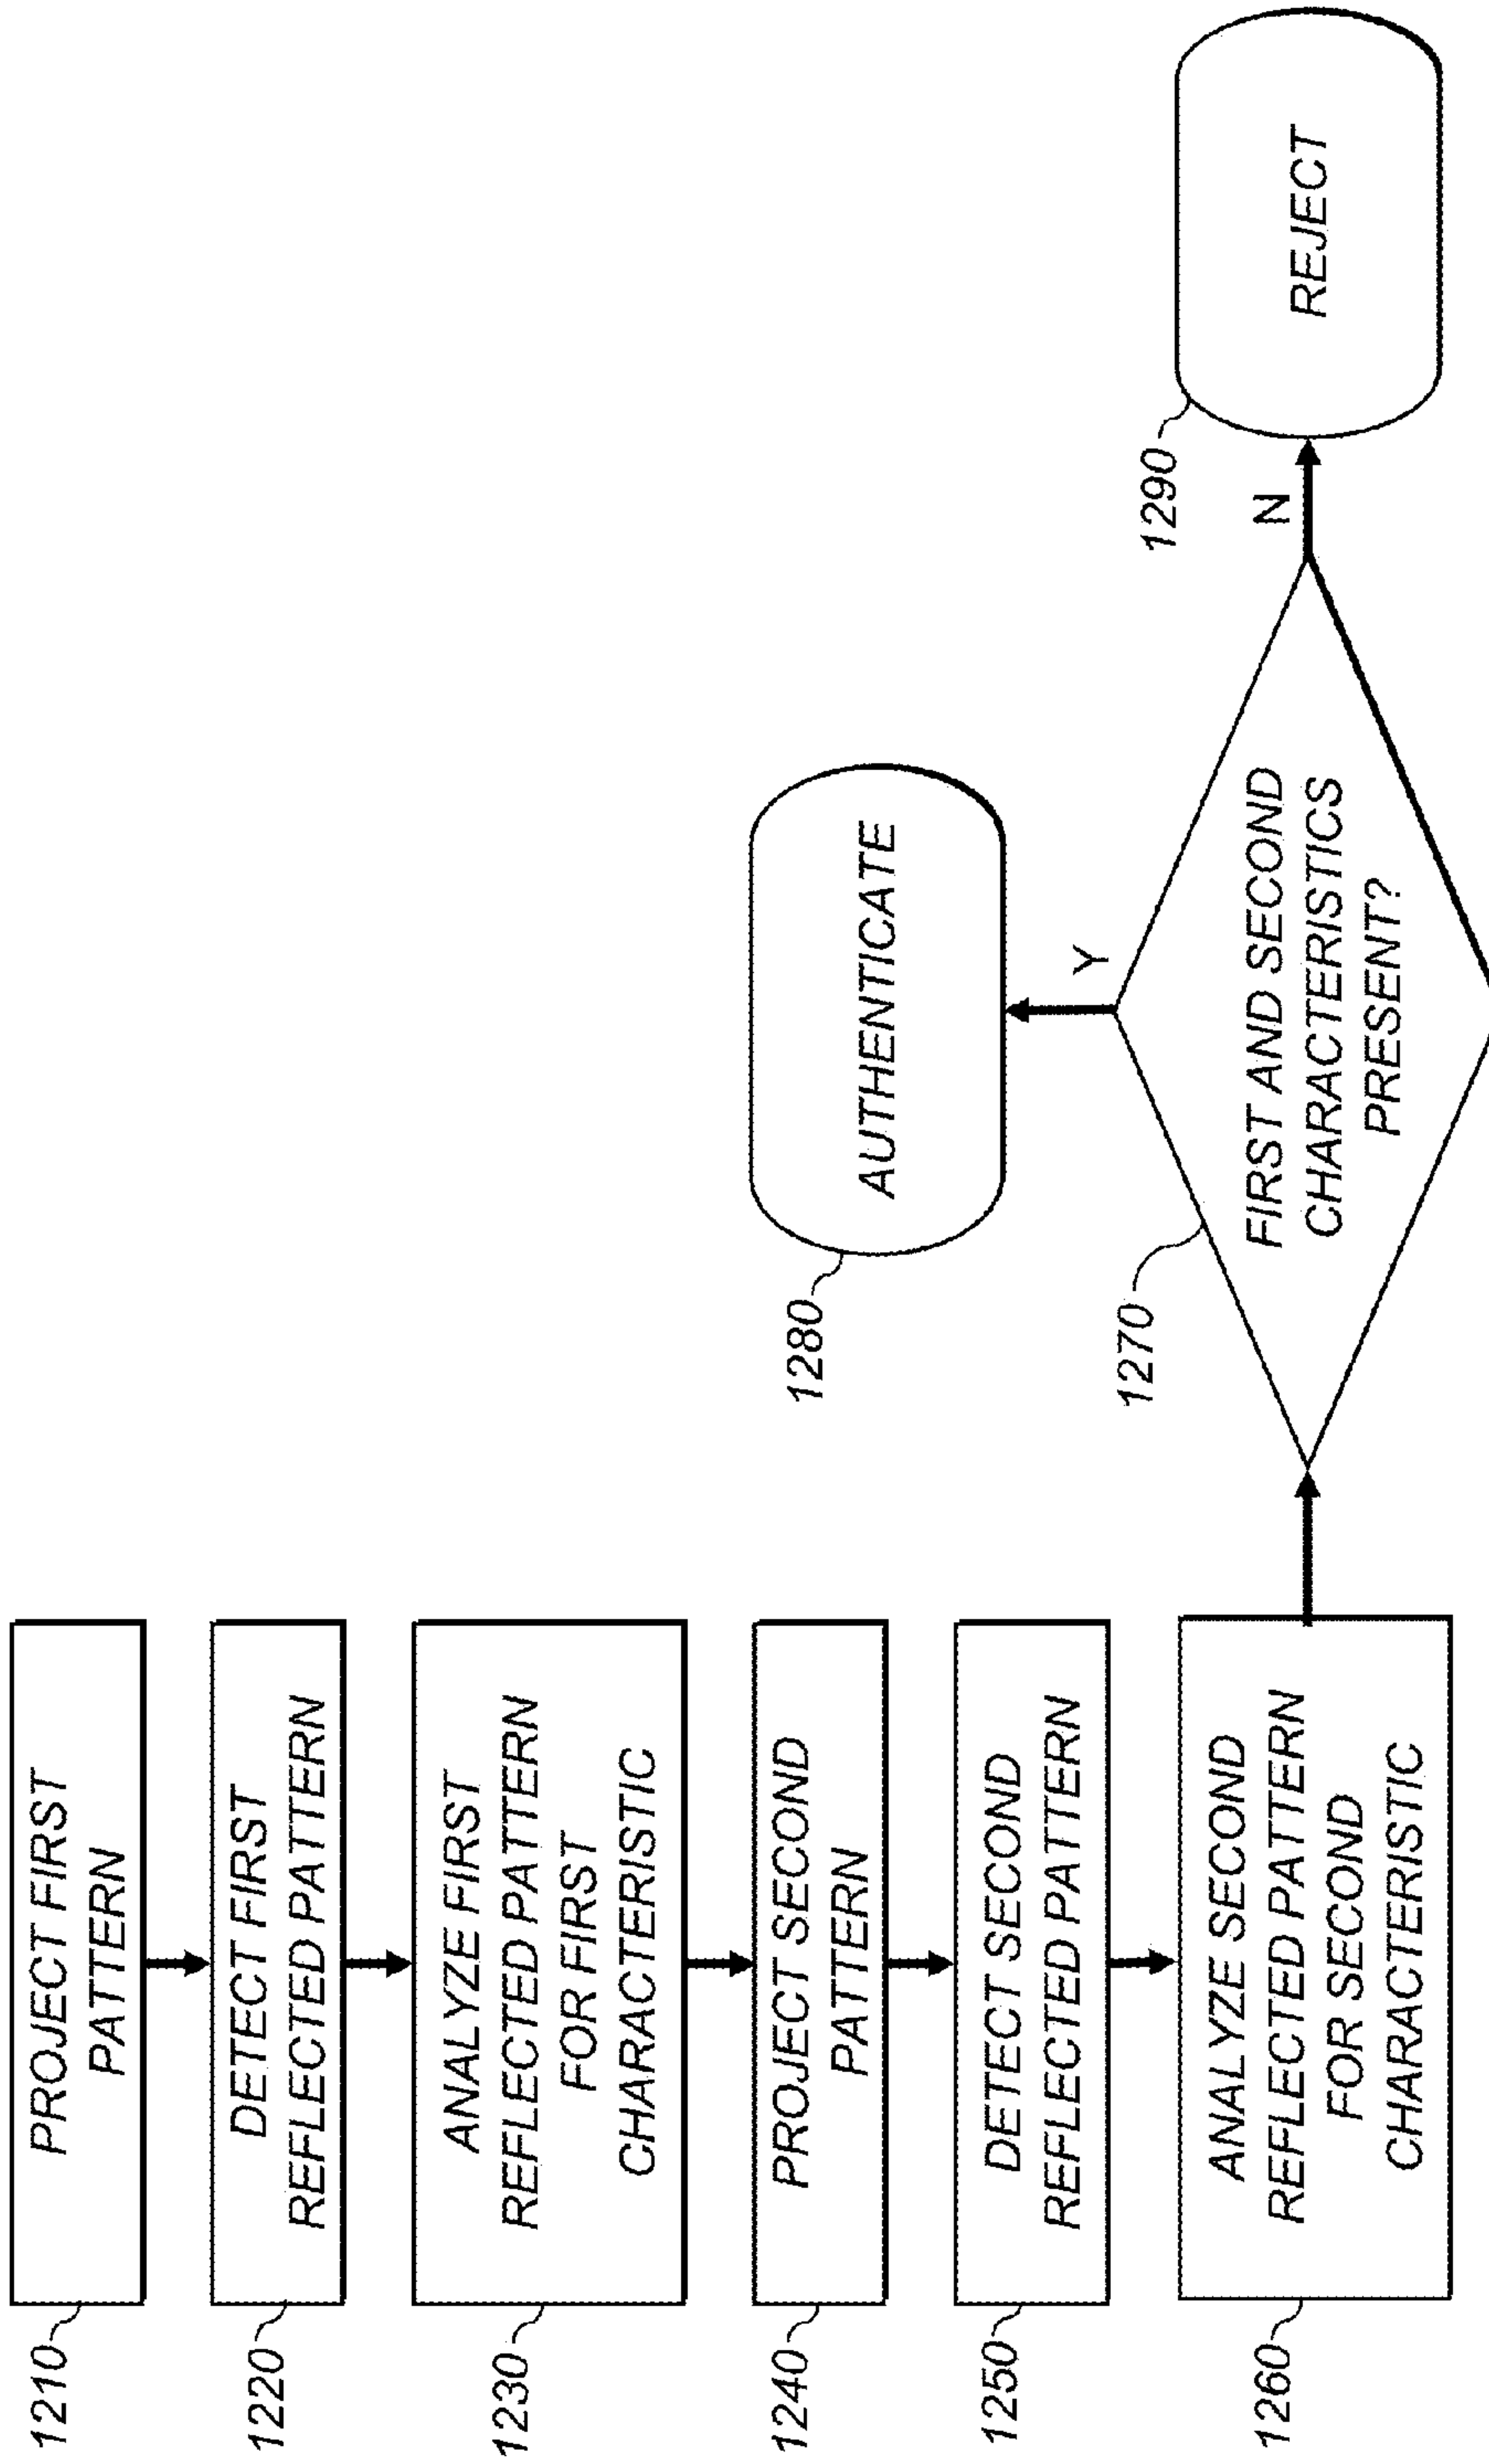 1210
PROJECT FIRST
PATTERN
1220
DETECT FIRST
REFLECTED PATTERN
1230
ANALYZE FIRST
REFLECTED PATTERN
FOR FIRST
CHARACTERISTIC
1240
PROJECT SECOND
PATTERN
1250
DETECT SECOND
REFLECTED PATTERN
1260
ANALYZE SECOND
REFLECTED PATTERN
FOR SECOND
CHARACTERISTIC
1270
FIRST AND SECOND
CHARACTERISTICS
PRESENT?
Y
1280
AUTHENTICATE
N
1290
REJECT